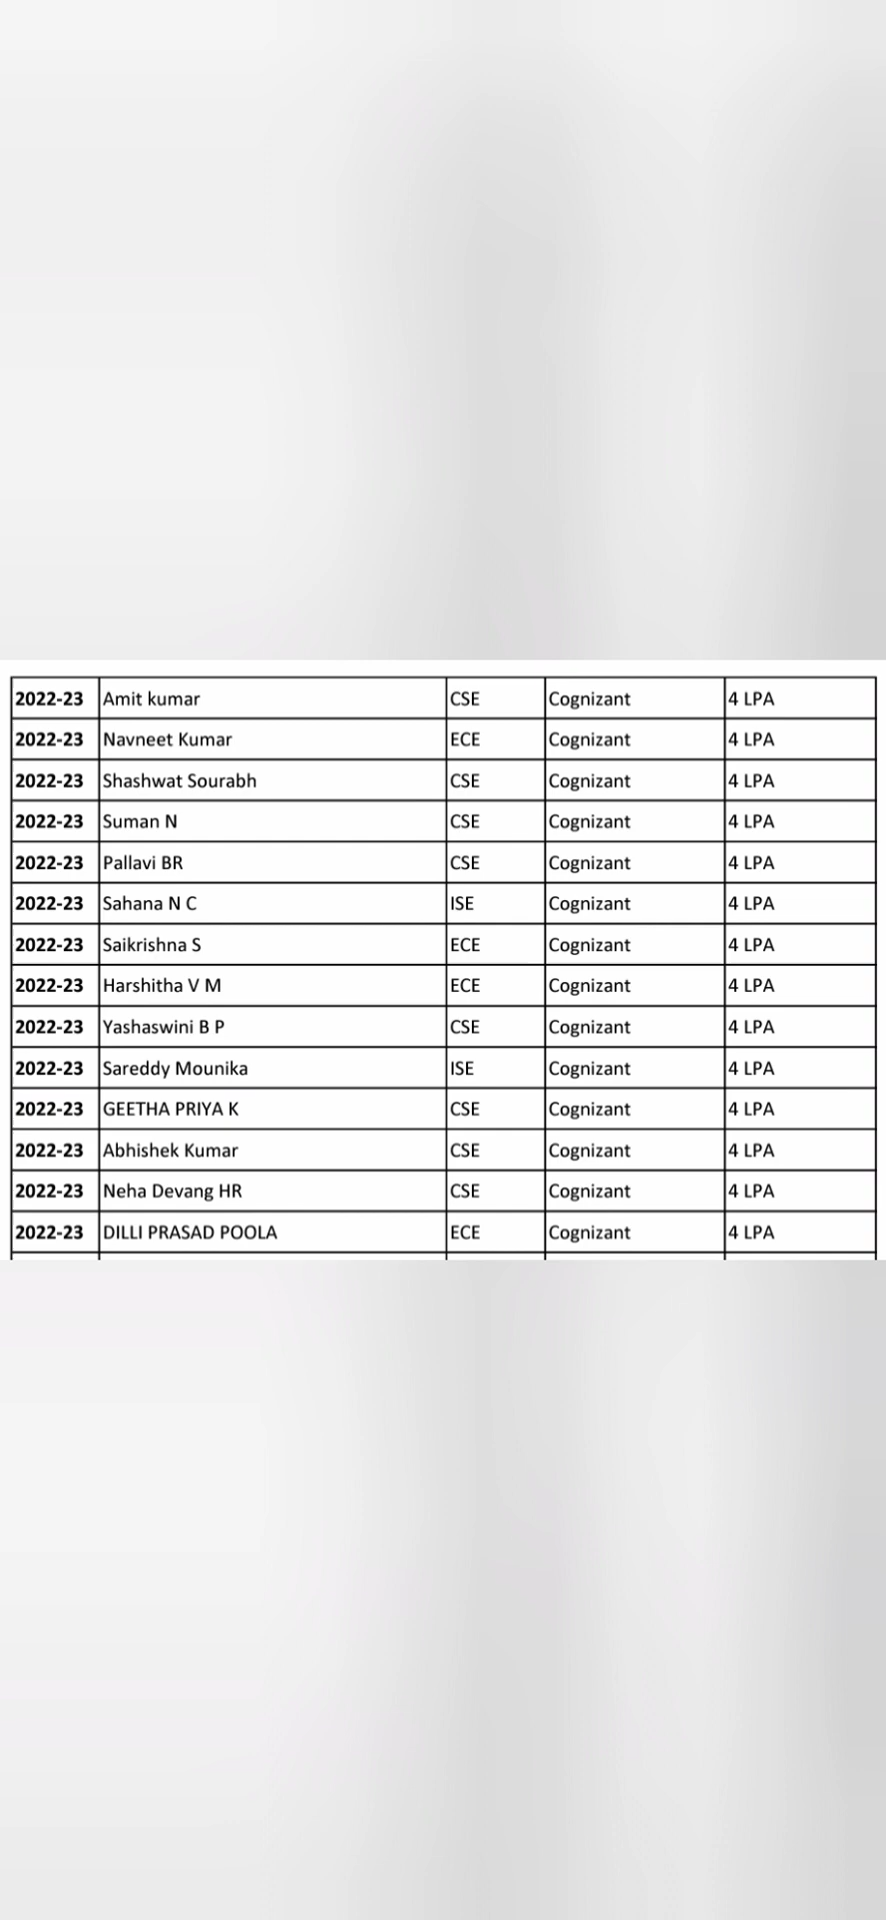 2022-23 Amit kumar CSE Cognizant 4 LPA
2022-23 Navneet Kumar ECE Cognizant 4 LPA
2022-23 Shashwat Sourabh CSE Cognizant 4 LPA
2022-23 Suman N CSE Cognizant 4 LPA
2022-23 Pallavi BR CSE Cognizant 4 LPA
2022-23 Sahana N C ISE Cognizant 4 LPA
2022-23 Saikrishna S ECE Cognizant 4 LPA
2022-23 Harshitha V M ECE Cognizant 4 LPA
2022-23 Yashaswini B P CSE Cognizant 4 LPA
2022-23 Sareddy Mounika ISE Cognizant 4 LPA
2022-23 GEETHA PRIYA K CSE Cognizant 4 LPA
2022-23 Abhishek Kumar CSE Cognizant 4 LPA
2022-23 Neha Devang HR CSE Cognizant 4 LPA
2022-23 DILLI PRASAD POOLA ECE Cognizant 4 LPA